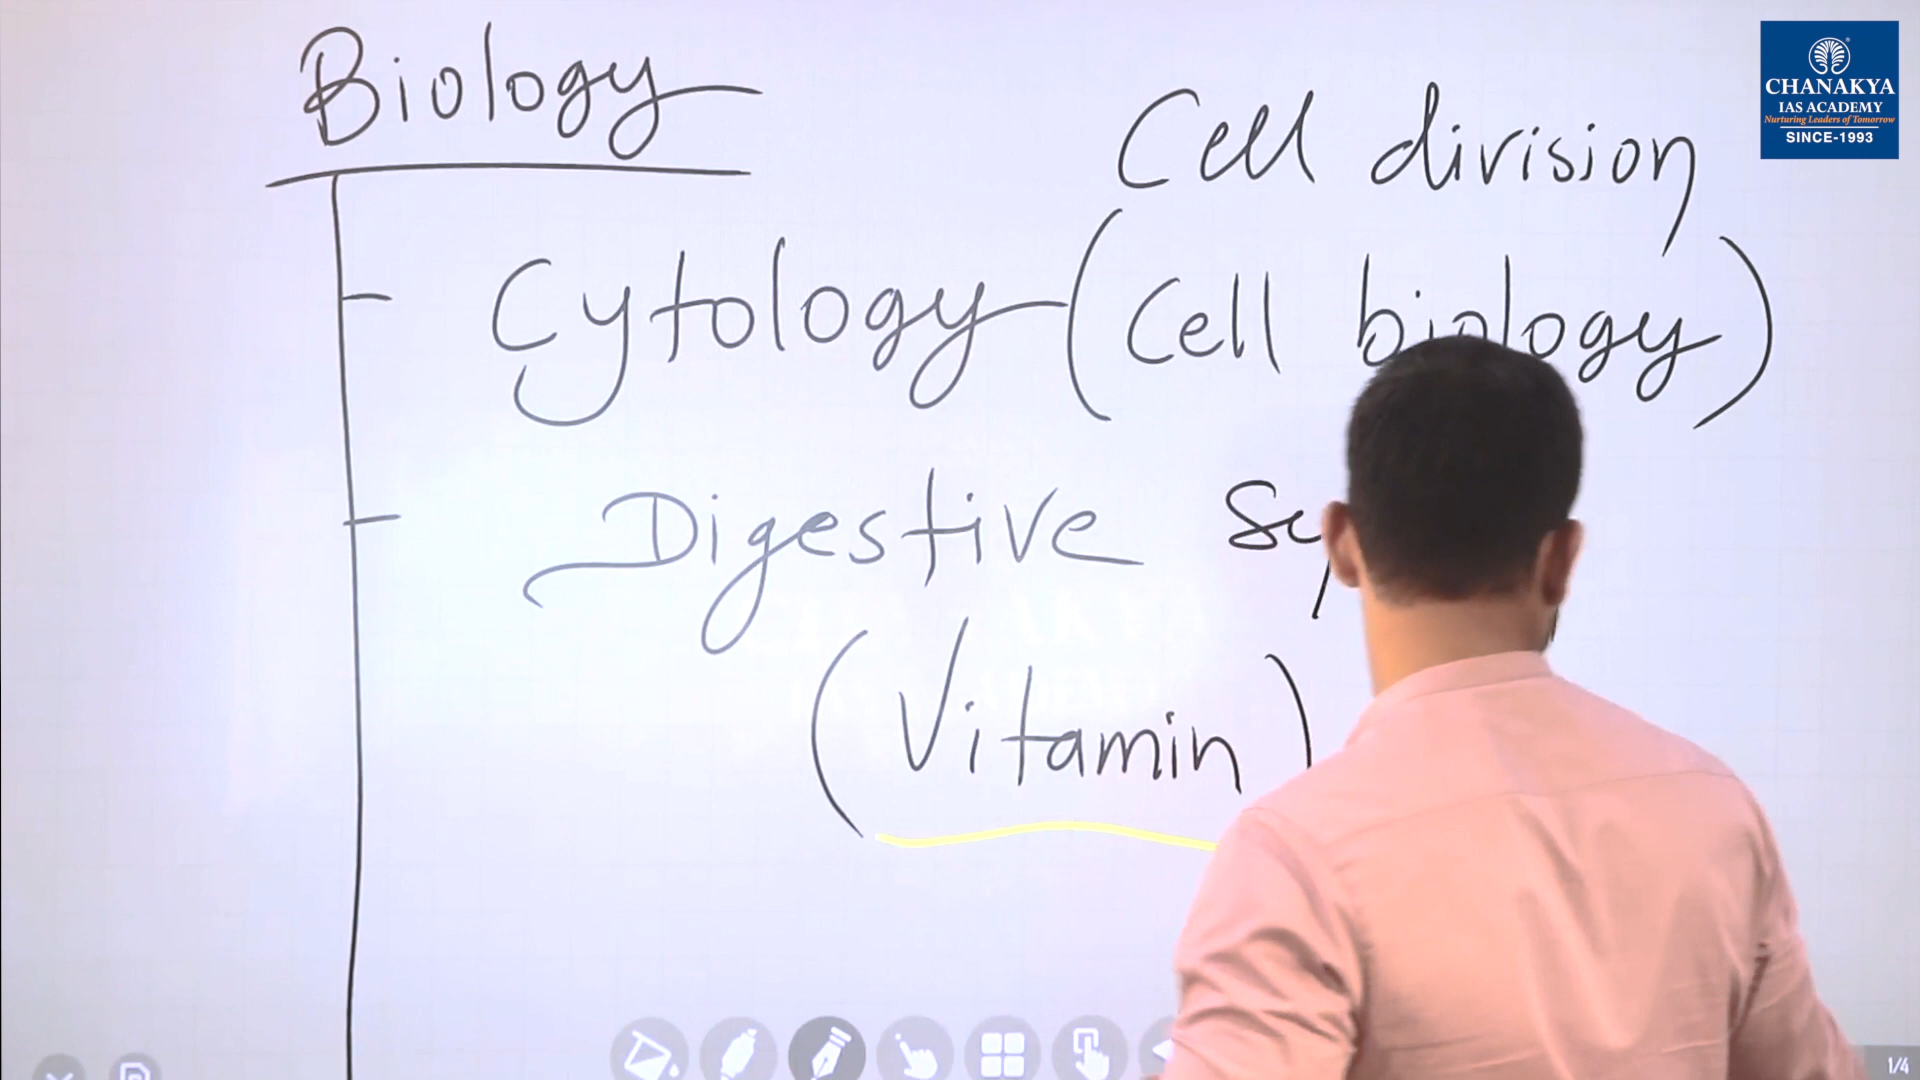 Biology
Cell division
Cytology (Cell biology)
Digestive
(Vitamin)
CHANAKYA
IAS ACADEMY
Nurturing Leaders of Tomorrow
SINCE-1993
1/4